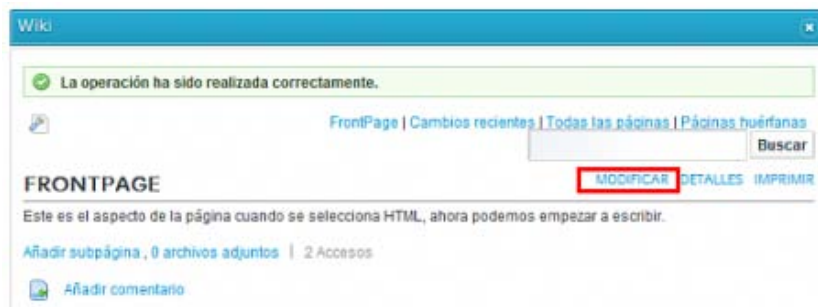 Wiki
La operación ha sido realizada correctamente.
FrontPage | Cambios recientes | Todas las páginas | Páginas huérfanas
Buscar
FRONTPAGE
MODIFICAR DETALLES IMPRIMIR
Este es el aspecto de la página cuando se selecciona HTML, ahora podemos empezar a escribir.
Añadir subpágina , 0 archivos adjuntos | 2 Accesos
Añadir comentario